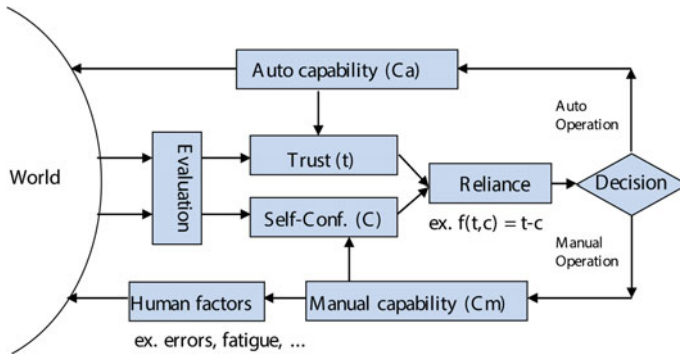 Auto capability (Ca)
Auto
Operation
World
Evaluation
Trust (t)
Reliance
Decision
Self-Conf. (C)
ex. f(t,c) = t-c
Manual
Operation
Human factors
Manual capability (Cm)
ex. errors, fatigue, ...